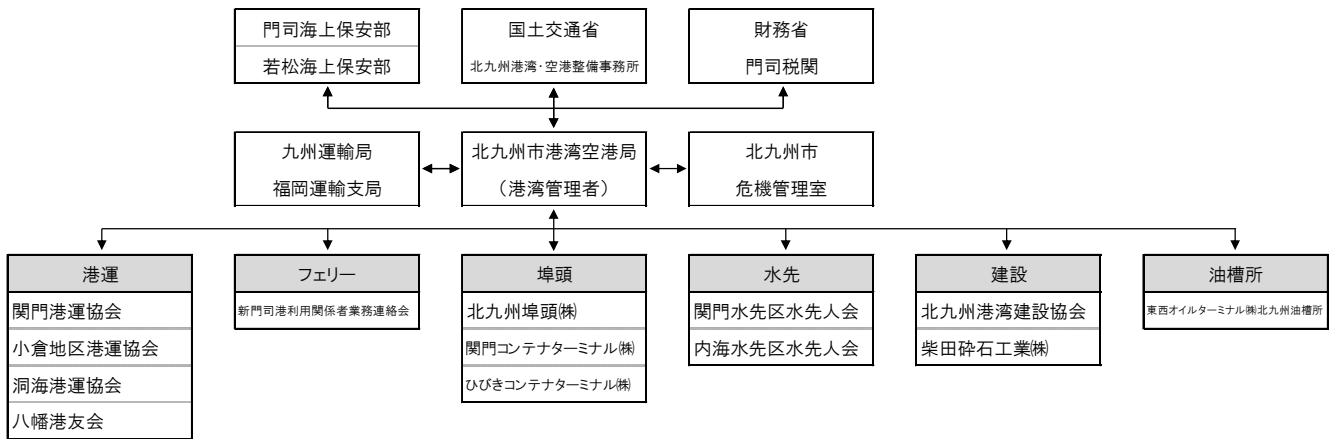 門司海上保安部
若松海上保安部
国土交通省
北九州港湾・空港整備事務所
財務省
門司税関
九州運輸局
福岡運輸支局
北九州市港湾空港局
（港湾管理者）
北九州市
危機管理室
港運
関門港運協会
小倉地区港運協会
洞海港運協会
八幡港友会
フェリー
新門司港利用関係者業務連絡会
埠頭
北九州埠頭㈱
関門コンテナターミナル㈱
ひびきコンテナターミナル㈱
水先
関門水先区水先人会
内海水先区水先人会
建設
北九州港湾建設協会
柴田砕石工業㈱
油槽所
東西オイルターミナル㈱北九州油槽所